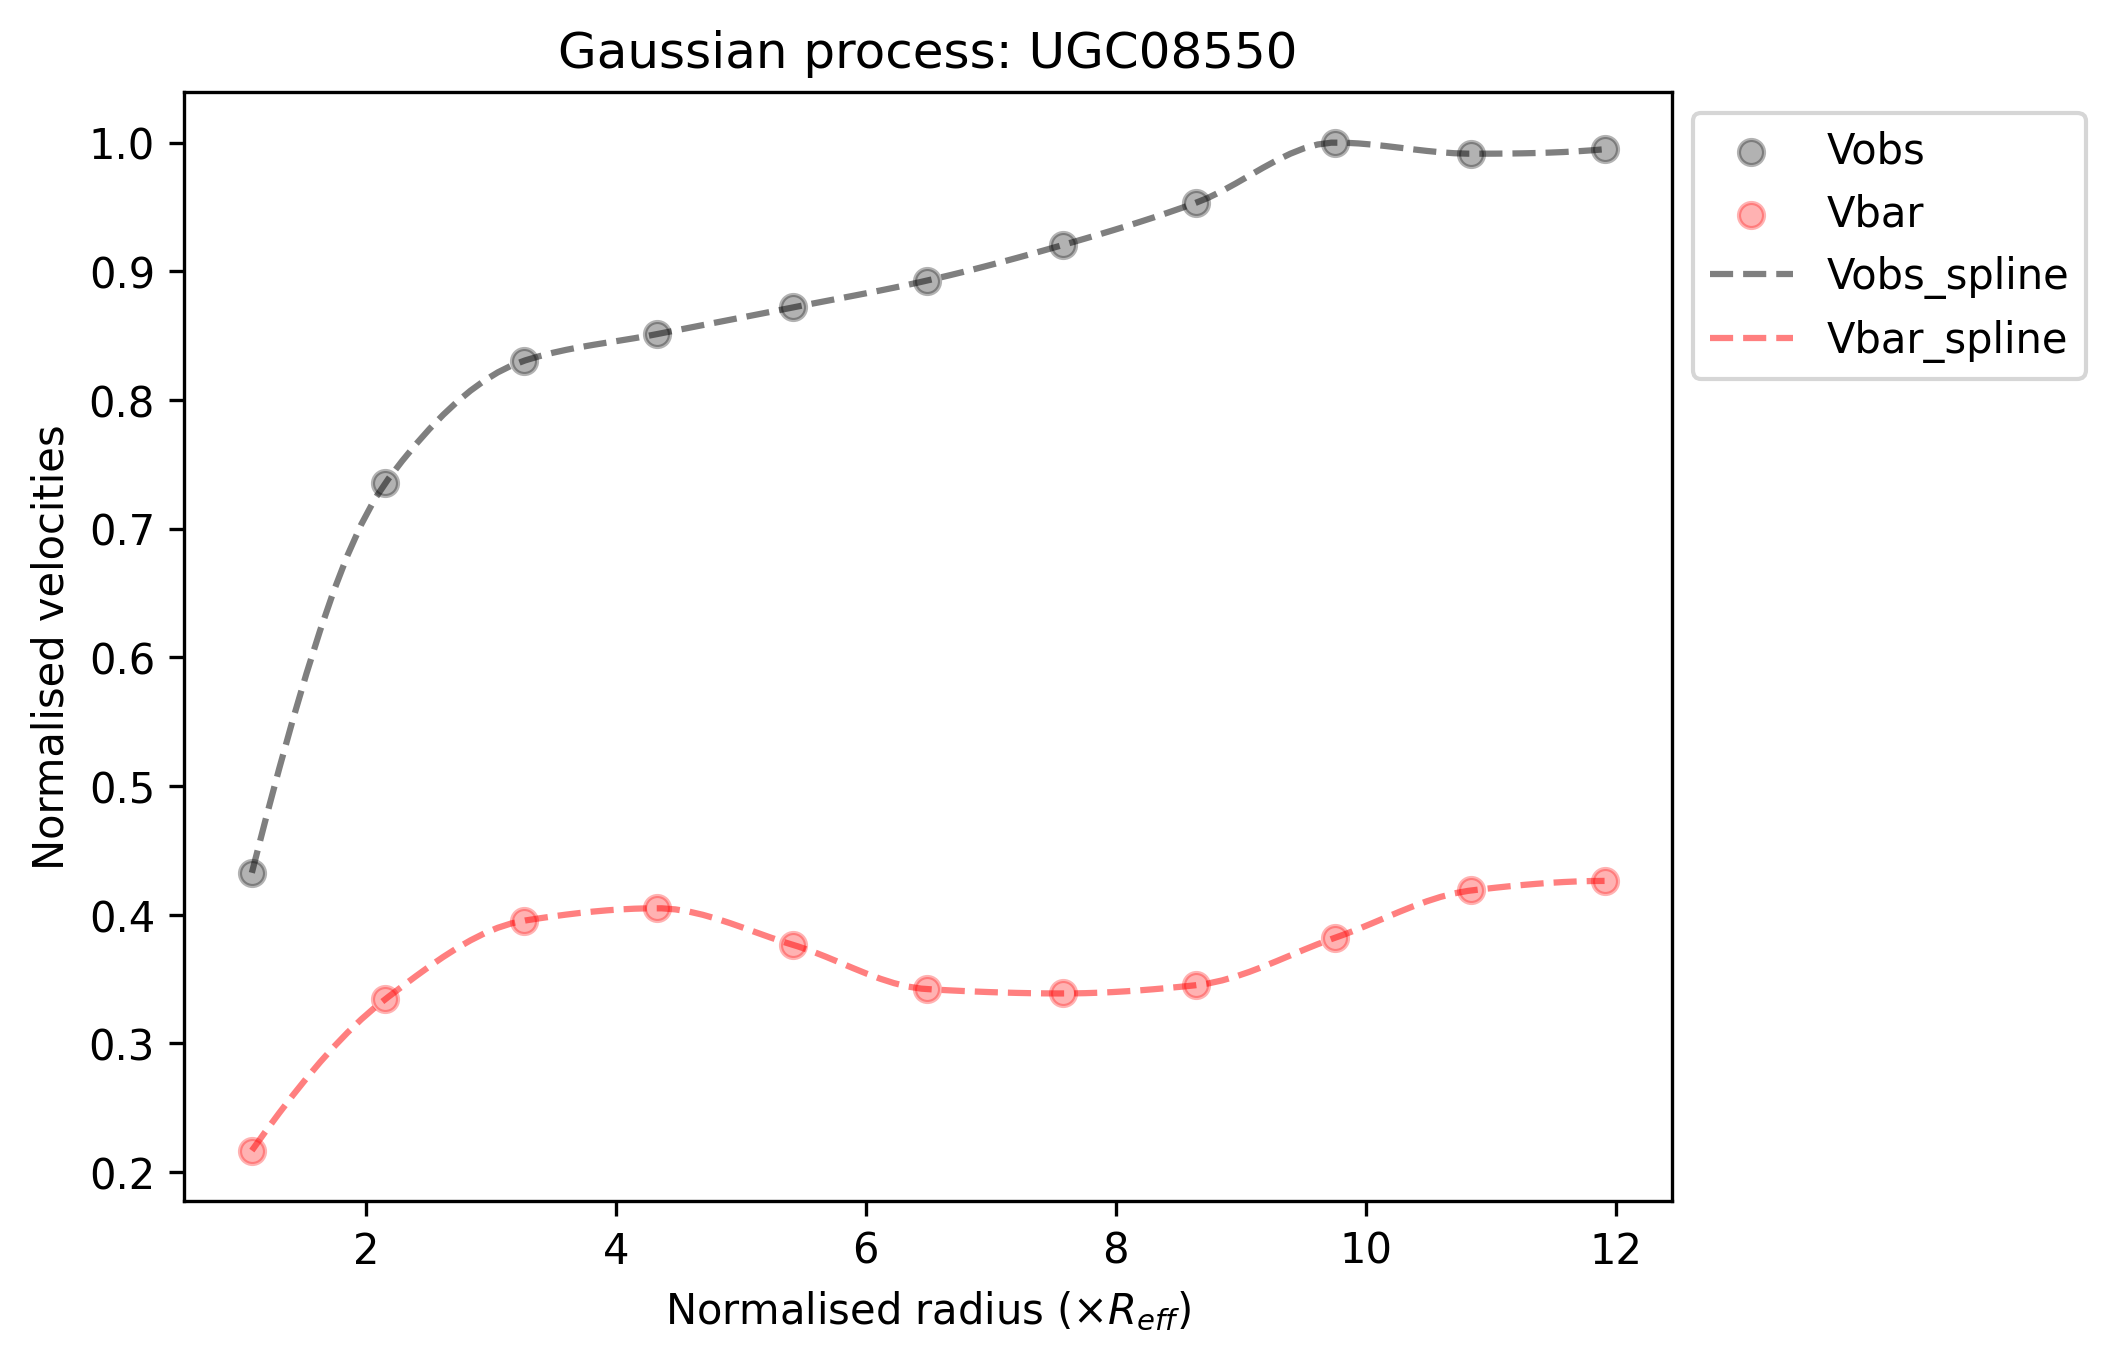 Gaussian process: UGC08550
1.0
0.9
0.8
0.7
0.6
0.5
0.4
0.3
0.2
Normalised velocities
2 4 6 8 10 12
Normalised radius (×R_eff)
Vobs
Vbar
Vobs_spline
Vbar_spline